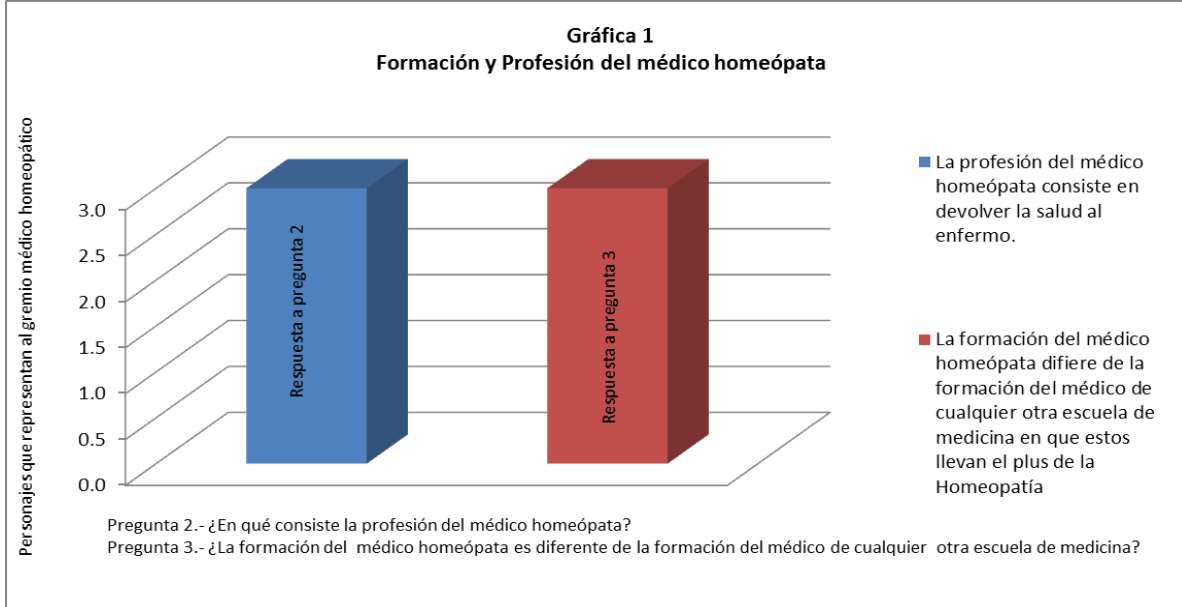 Gráfica 1
Formación y Profesión del médico homeópata
Personajes que representan al gremio médico homeopático
3.0
2.5
2.0
1.5
1.0
0.5
0.0
Respuesta a pregunta 2
Respuesta a pregunta 3
La profesión del médico
homeópata consiste en
devolver la salud al
enfermo.
La formación del médico
homeópata difiere de la
formación del médico de
cualquier otra escuela de
medicina en que estos
llevan el plus de la
Homeopatía
Pregunta 2.- ¿En qué consiste la profesión del médico homeópata?
Pregunta 3.- ¿La formación del médico homeópata es diferente de la formación del médico de cualquier otra escuela de medicina?